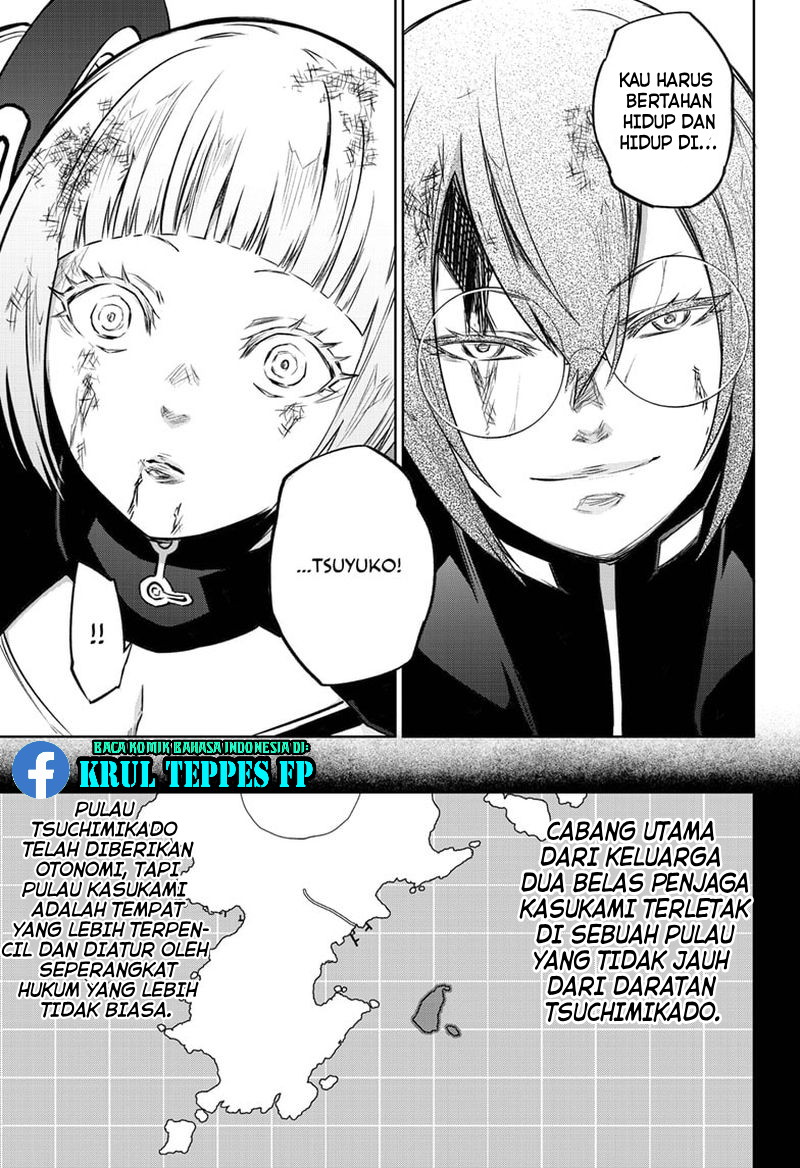 KAU HARUS
BERTAHAN
HIDUP DAN
HIDUP DI...
...TSUYUKO!
!!
BACA KOMIK BAHASA INDONESIA DI:
KRUL TEPPES FP
CABANG UTAMA
DARI KELUARGA
DUA BELAS PENJAGA
KASUKAMI TERLETAK
DI SEBUAH PULAU
YANG TIDAK JAUH
DARI DARATAN
TSUCHIMIKADO.
PULAU
TSUCHIMIKADO
TELAH DIBERIKAN
OTONOMI, TAPI
PULAU KASUKAMI
ADALAH TEMPAT
YANG LEBIH TERPEN-
CIL DAN DIATUR OLEH
SEPERANGKAT
HUKUM YANG LEBIH
TIDAK BIASA.